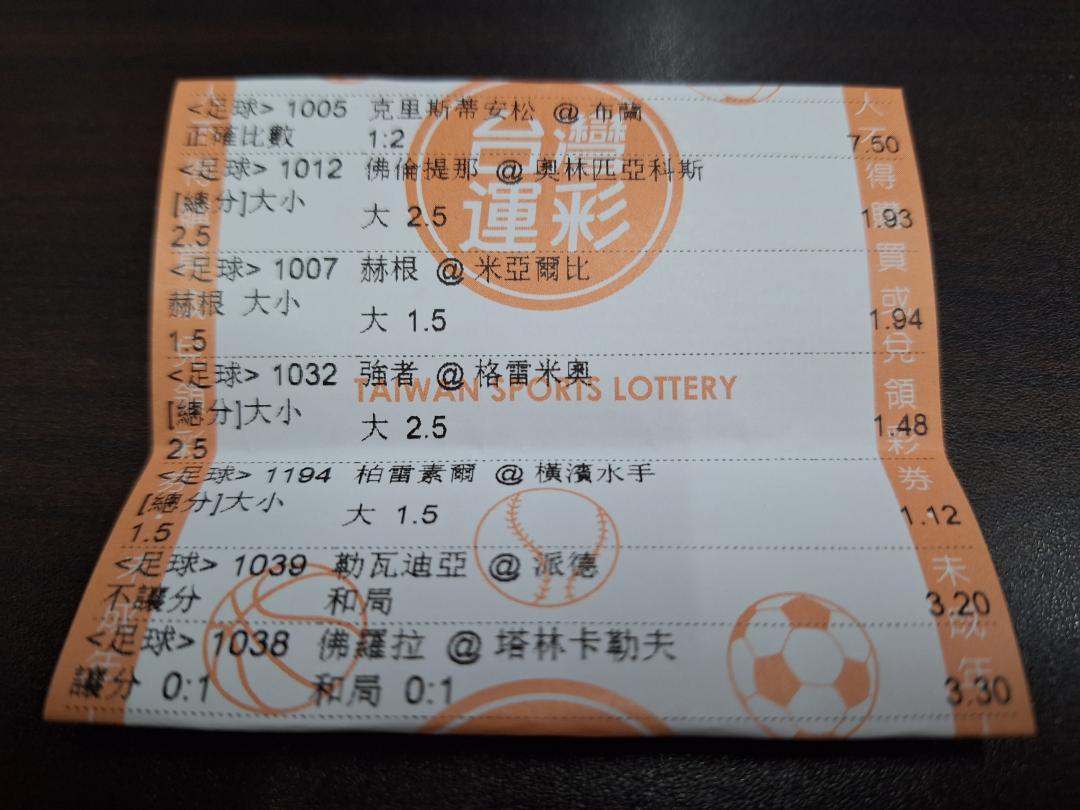 <足球> 1005 克里斯蒂安松 @ 布蘭
正確比數 1:2 7.50
<足球> 1012 佛倫提那 @ 奧林匹亞科斯
[總分]大小 大 2.5 1.93
2.5
<足球> 1007 赫根 @ 米亞爾比
赫根 大小 大 1.5 1.94
1.5
<足球> 1032 強者 @ 格雷米奧
[總分]大小 大 2.5 1.48
2.5
<足球> 1194 柏雷素爾 @ 橫濱水手
[總分]大小 大 1.5 1.12
1.5
<足球> 1039 勒瓦迪亞 @ 派德
不讓分 和局 3.20
<足球> 1038 佛羅拉 @ 塔林卡勒夫
讓分 0:1 和局 0:1 3.30
台灣
運彩
TAIWAN SPORTS LOTTERY
人不得購買或兌領彩券
未成年